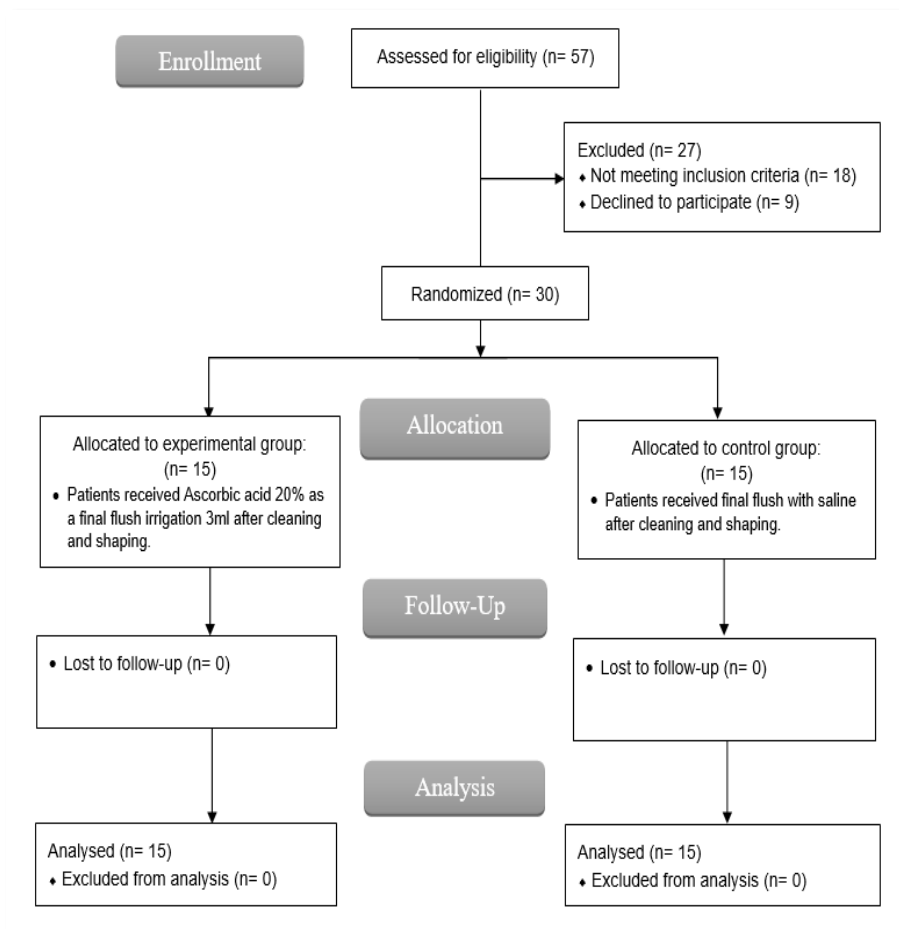 Enrollment
Assessed for eligibility (n= 57)
Excluded (n= 27)
⬧ Not meeting inclusion criteria (n= 18)
⬧ Declined to participate (n= 9)
Randomized (n= 30)
Allocation
Allocated to experimental group:
(n= 15)
• Patients received Ascorbic acid 20% as
a final flush irrigation 3ml after cleaning
and shaping.
Allocated to control group:
(n= 15)
• Patients received final flush with saline
after cleaning and shaping.
Follow-Up
• Lost to follow-up (n= 0)
• Lost to follow-up (n= 0)
Analysis
Analysed (n= 15)
⬧ Excluded from analysis (n= 0)
Analysed (n= 15)
⬧ Excluded from analysis (n= 0)